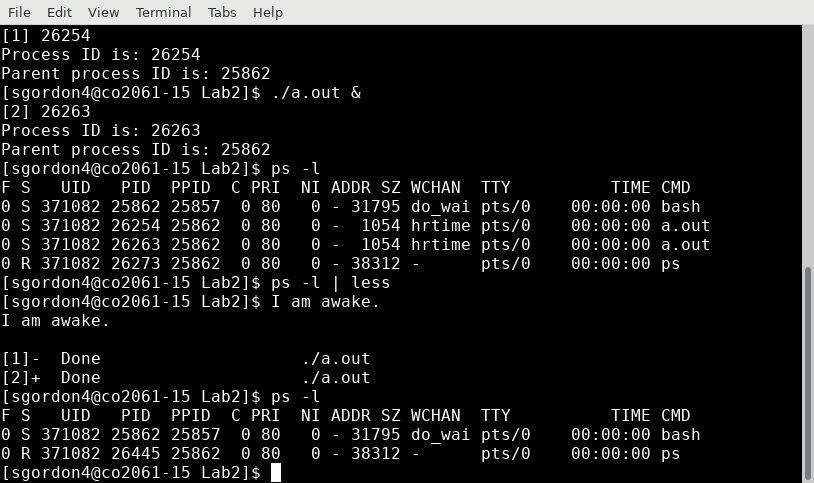 File Edit View Terminal Tabs Help
[1] 26254
Process ID is: 26254
Parent process ID is: 25862
[sgordon4@co2061-15 Lab2]$ ./a.out &
[2] 26263
Process ID is: 26263
Parent process ID is: 25862
[sgordon4@co2061-15 Lab2]$ ps -l
F S   UID   PID  PPID  C PRI  NI ADDR SZ WCHAN  TTY          TIME CMD
0 S 371082 25862 25857  0 80   0 - 31795 do_wai pts/0    00:00:00 bash
0 S 371082 26254 25862  0 80   0 -  1054 hrtime pts/0    00:00:00 a.out
0 S 371082 26263 25862  0 80   0 -  1054 hrtime pts/0    00:00:00 a.out
0 R 371082 26273 25862  0 80   0 - 38312 -      pts/0    00:00:00 ps
[sgordon4@co2061-15 Lab2]$ ps -l | less
[sgordon4@co2061-15 Lab2]$ I am awake.
I am awake.
[1]-  Done                    ./a.out
[2]+  Done                    ./a.out
[sgordon4@co2061-15 Lab2]$ ps -l
F S   UID   PID  PPID  C PRI  NI ADDR SZ WCHAN  TTY          TIME CMD
0 S 371082 25862 25857  0 80   0 - 31795 do_wai pts/0    00:00:00 bash
0 R 371082 26445 25862  0 80   0 - 38312 -      pts/0    00:00:00 ps
[sgordon4@co2061-15 Lab2]$